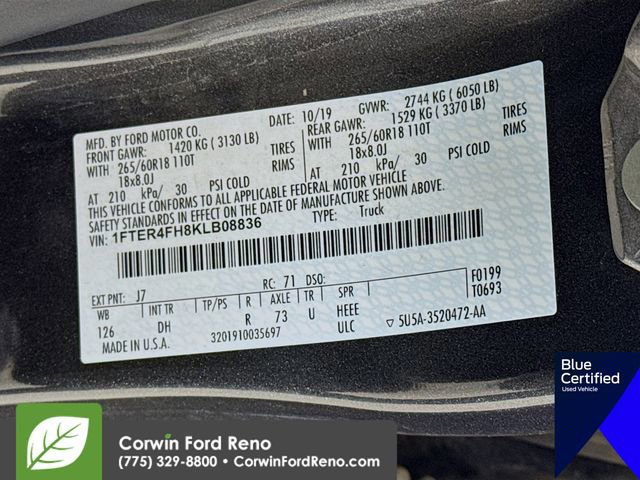 MFD. BY FORD MOTOR CO. DATE: 10/19 GVWR: 2744 KG ( 6050 LB)
FRONT GAWR: 1420 KG ( 3130 LB) REAR GAWR: 1529 KG ( 3370 LB)
WITH 265/60R18 110T TIRES WITH 265/60R18 110T TIRES
18x8.0J RIMS 18x8.0J RIMS
AT 210 kPa/ 30 PSI COLD AT 210 kPa/ 30 PSI COLD
THIS VEHICLE CONFORMS TO ALL APPLICABLE FEDERAL MOTOR VEHICLE
SAFETY STANDARDS IN EFFECT ON THE DATE OF MANUFACTURE SHOWN ABOVE.
VIN: 1FTER4FH8KLB08836 TYPE: Truck
EXT PNT: J7 RC: 71 DSO: F0199
WB INT TR TP/PS R AXLE TR SPR T0693
126 DH R 73 U HEEE
MADE IN U.S.A. 3201910035697 ULC ▽ 5U5A-3520472-AA
Blue
Certified
Used Vehicle
Corwin Ford Reno
(775) 329-8800 • CorwinFordReno.com